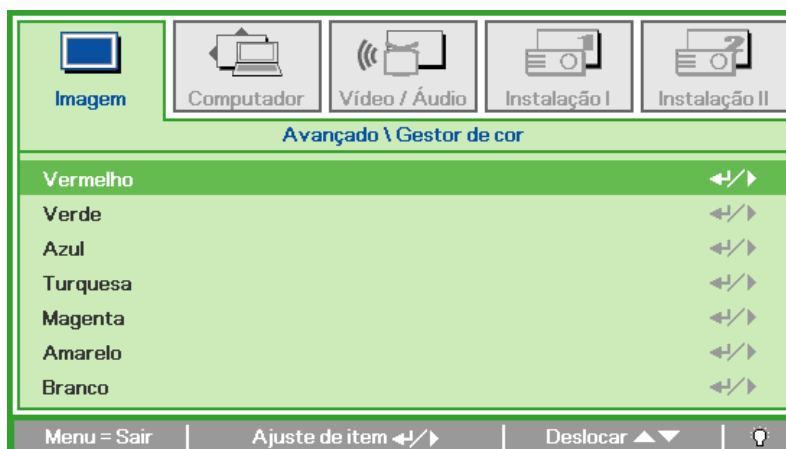 Imagem Computador Vídeo / Áudio Instalação I Instalação II
Avançado \ Gestor de cor
Vermelho
Verde
Azul
Turquesa
Magenta
Amarelo
Branco
Menu = Sair Ajuste de item Deslocar